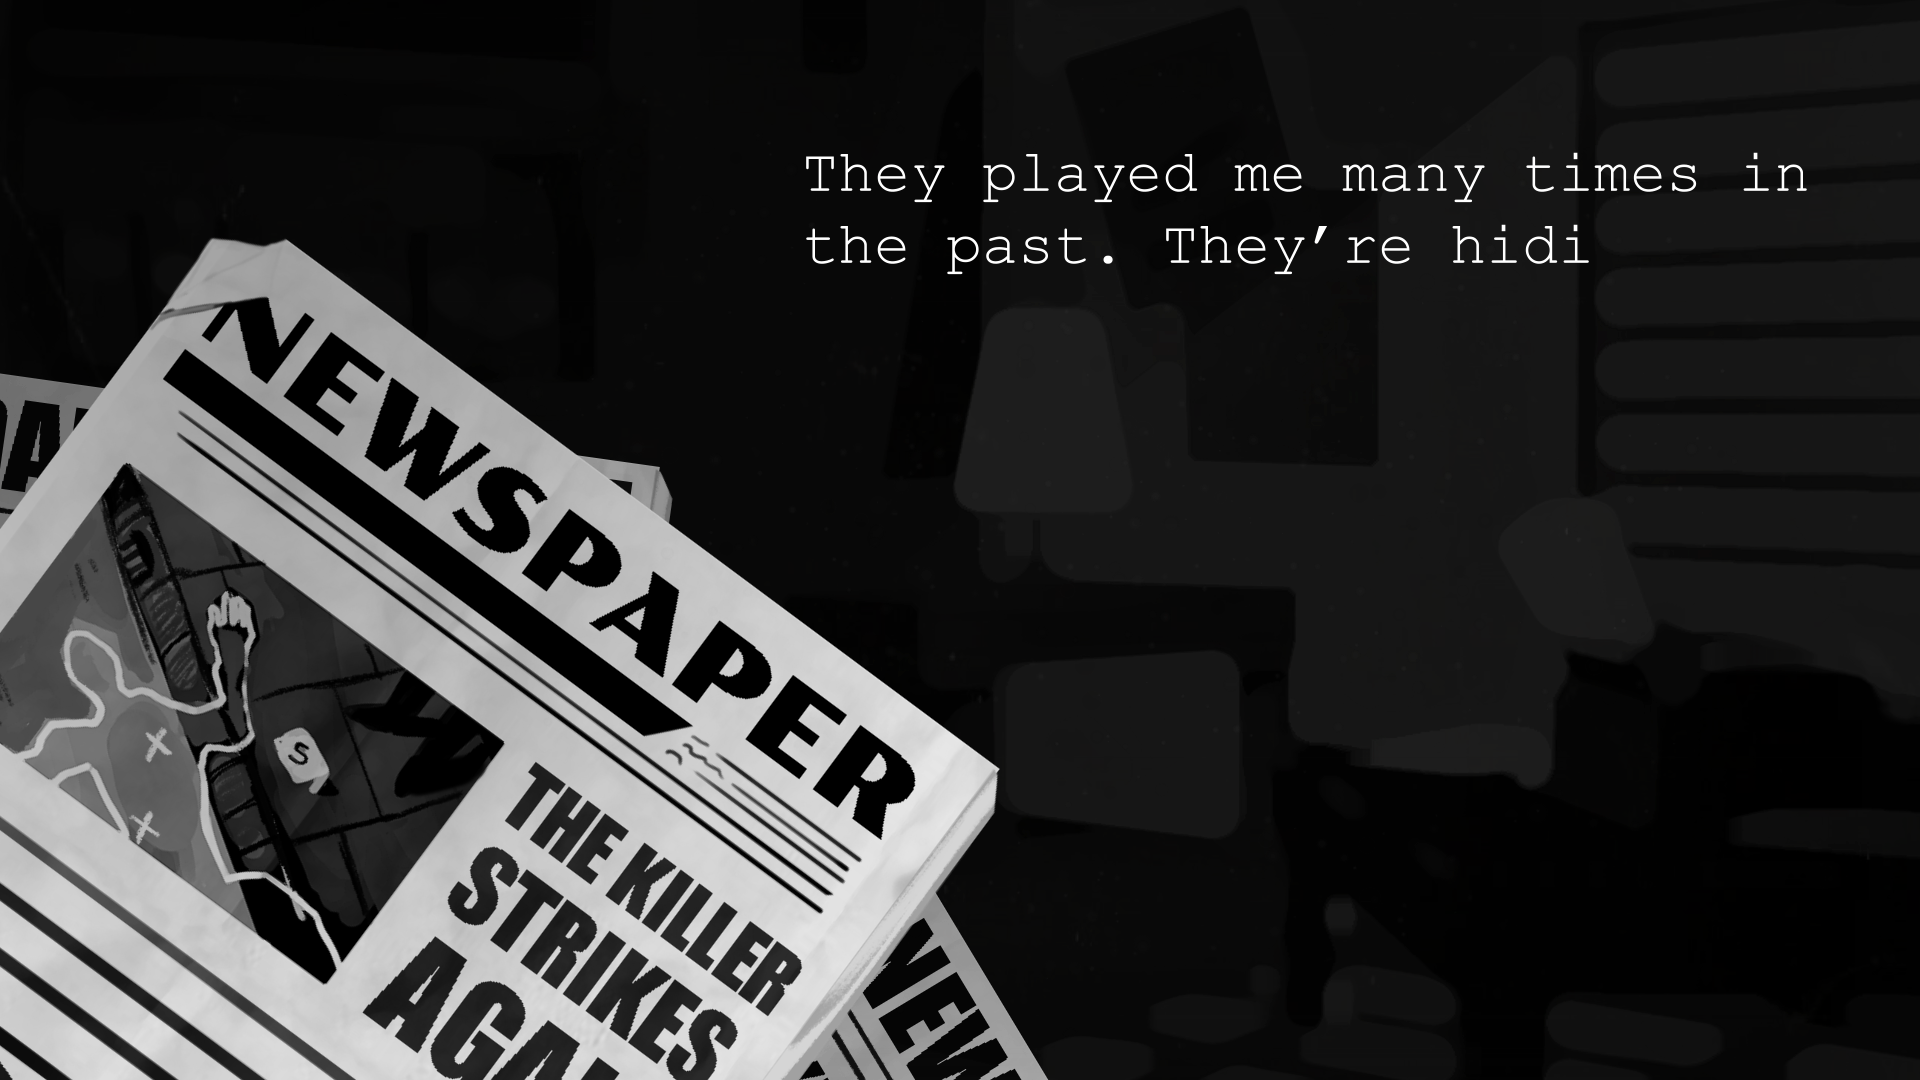 They played me many times in
the past. They’re hidi
NEWSPAPER
S
THE KILLER
STRIKES